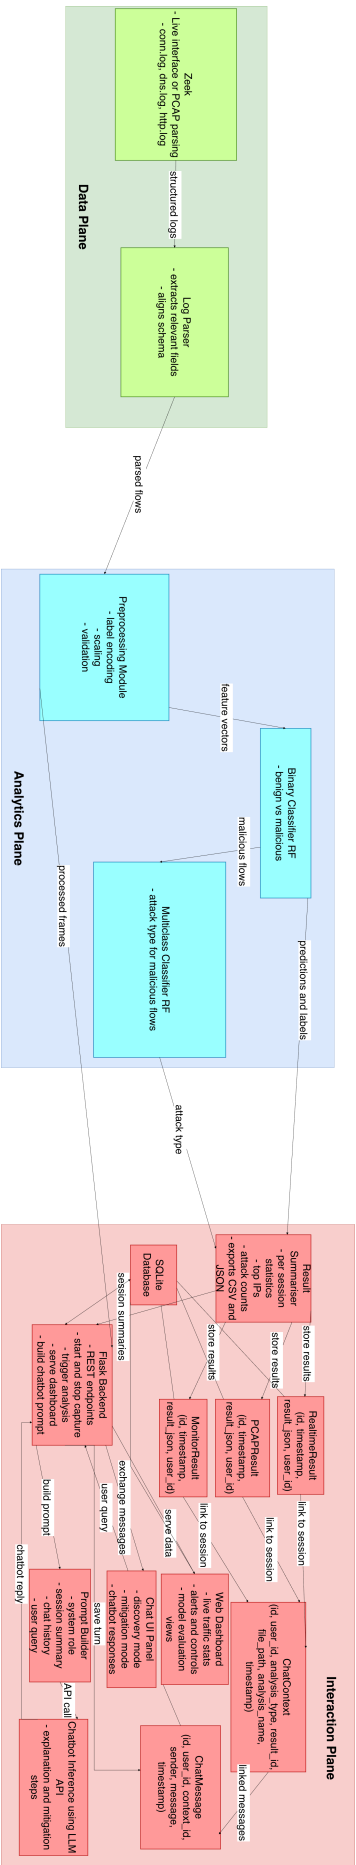 Zeek
- Live interface or PCAP parsing
- conn.log, dns.log, http.log
structured logs
Log Parser
- extracts relevant fields
- aligns schema
Data Plane
parsed flows
Preprocessing Module
- label encoding
- scaling
- validation
feature vectors
Binary Classifier RF
- benign vs malicious
malicious flows
Multiclass Classifier RF
- attack type for malicious flows
Analytics Plane
processed frames
predictions and labels
attack type
Interaction Plane
Result
Summariser
- per session
statistics
- top IPs
- attack counts
- exports CSV and
JSON
SQLite
Database
session summaries
store results
store results
store results
Flask Backend
- REST endpoints
- start and stop capture
- trigger analysis
- serve dashboard
- build chatbot prompt
RealtimeResult
(id, timestamp,
result_json, user_id)
PCAPResult
(id, timestamp,
result_json, user_id)
MonitorResult
(id, timestamp,
result_json, user_id)
link to session
link to session
link to session
serve data
exchange messages
user query
build prompt
chatbot reply
save turn
ChatContext
(id, user_id, analysis_type, result_id,
file_path, analysis_name,
timestamp)
Web Dashboard
- live traffic stats
- alerts and controls
- model evaluation
views
Chat UI Panel
- discovery mode
- mitigation mode
- chatbot responses
Prompt Builder
- system role
- session summary
- chat history
- user query
API call
linked messages
ChatMessage
(id, user_id, context_id,
sender, message,
timestamp)
Chatbot Inference using LLM
API
- explanation and mitigation
steps